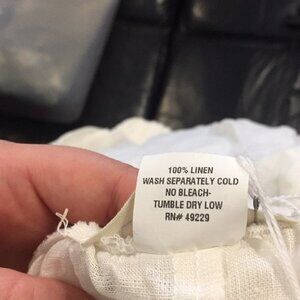 100% LINEN
WASH SEPARATELY COLD
NO BLEACH-
TUMBLE DRY LOW
RN# 49229